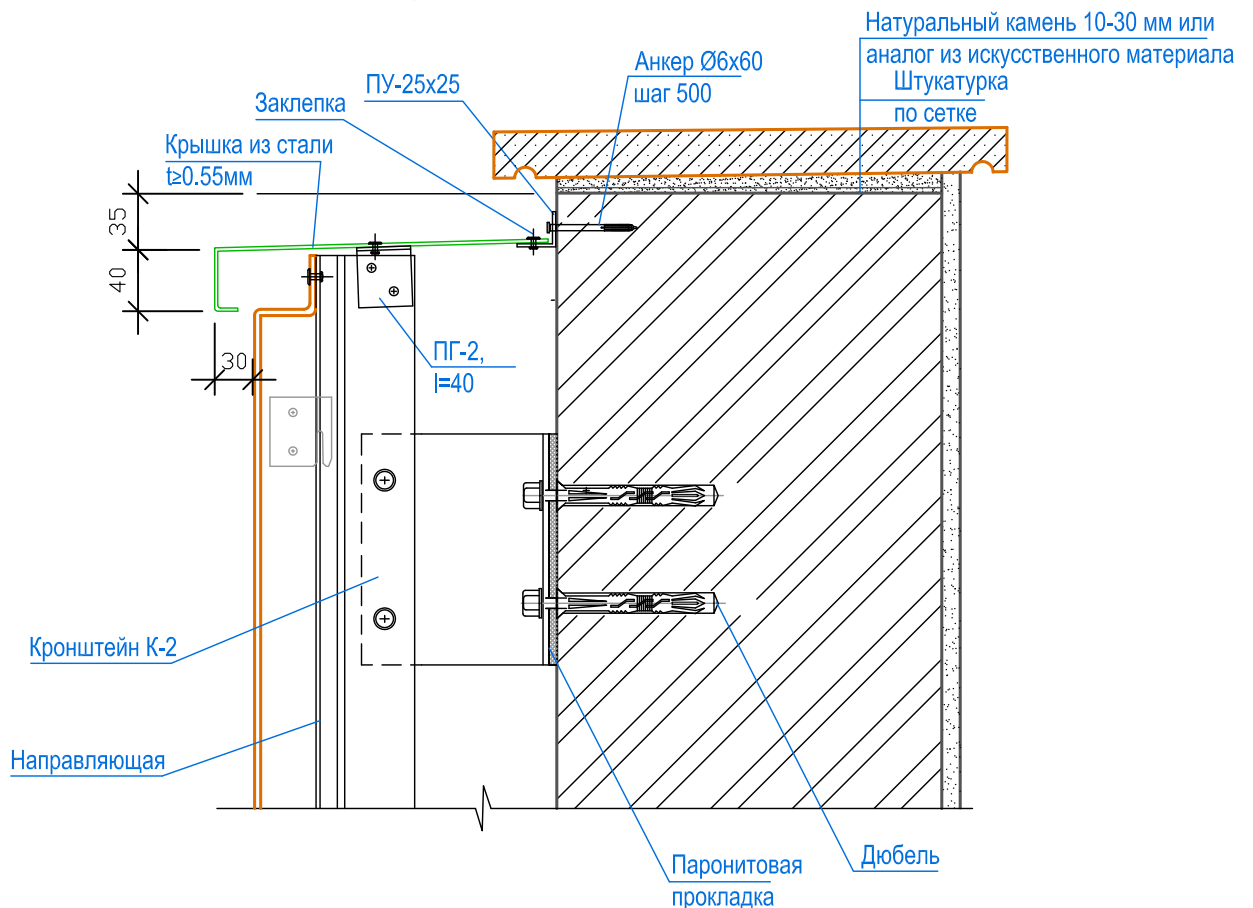 Натуральный камень 10-30 мм или
аналог из искусственного материала
Штукатурка
по сетке
Анкер Ø6х60
шаг 500
ПУ-25х25
Заклепка
Крышка из стали
t≥0.55мм
35
40
30
ПГ-2,
l=40
Кронштейн К-2
Направляющая
Паронитовая
прокладка
Дюбель